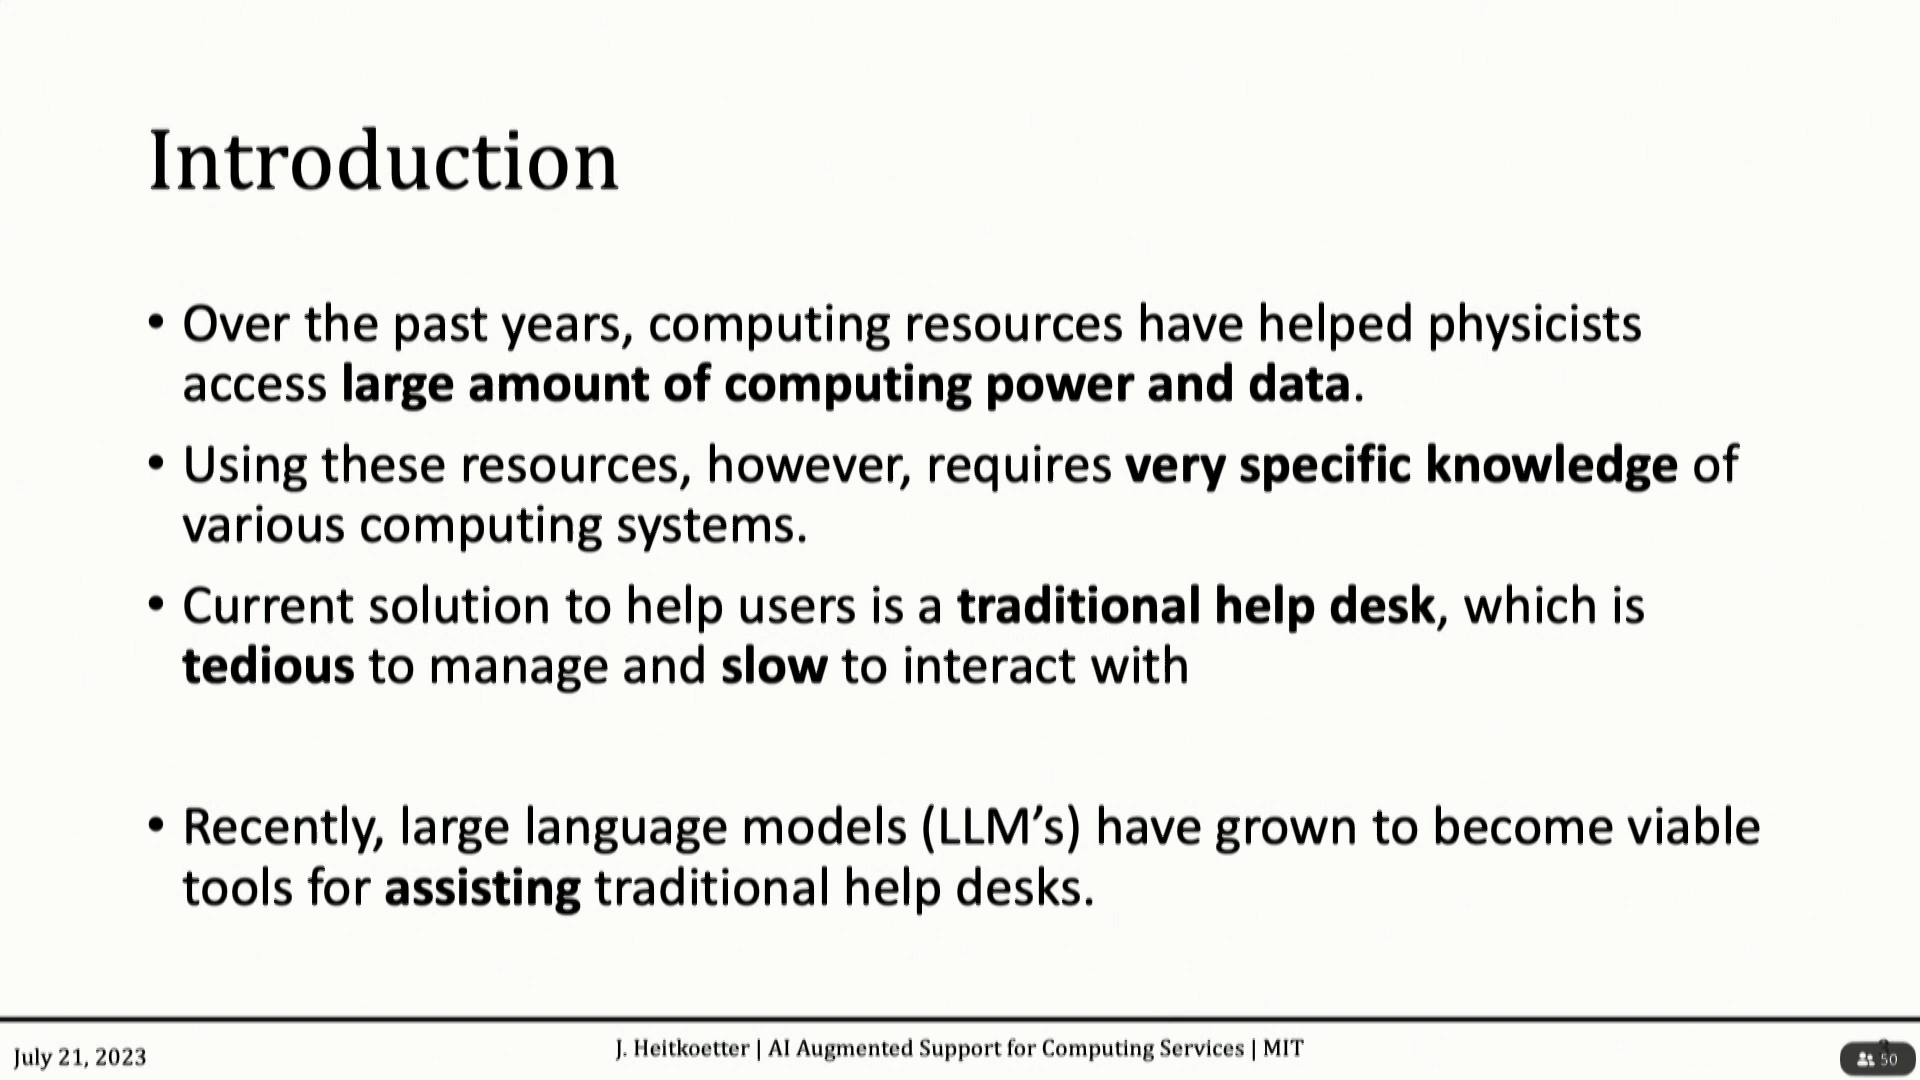 Introduction
• Over the past years, computing resources have helped physicists
access large amount of computing power and data.
• Using these resources, however, requires very specific knowledge of
various computing systems.
• Current solution to help users is a traditional help desk, which is
tedious to manage and slow to interact with
• Recently, large language models (LLM’s) have grown to become viable
tools for assisting traditional help desks.
July 21, 2023
J. Heitkoetter | AI Augmented Support for Computing Services | MIT
50